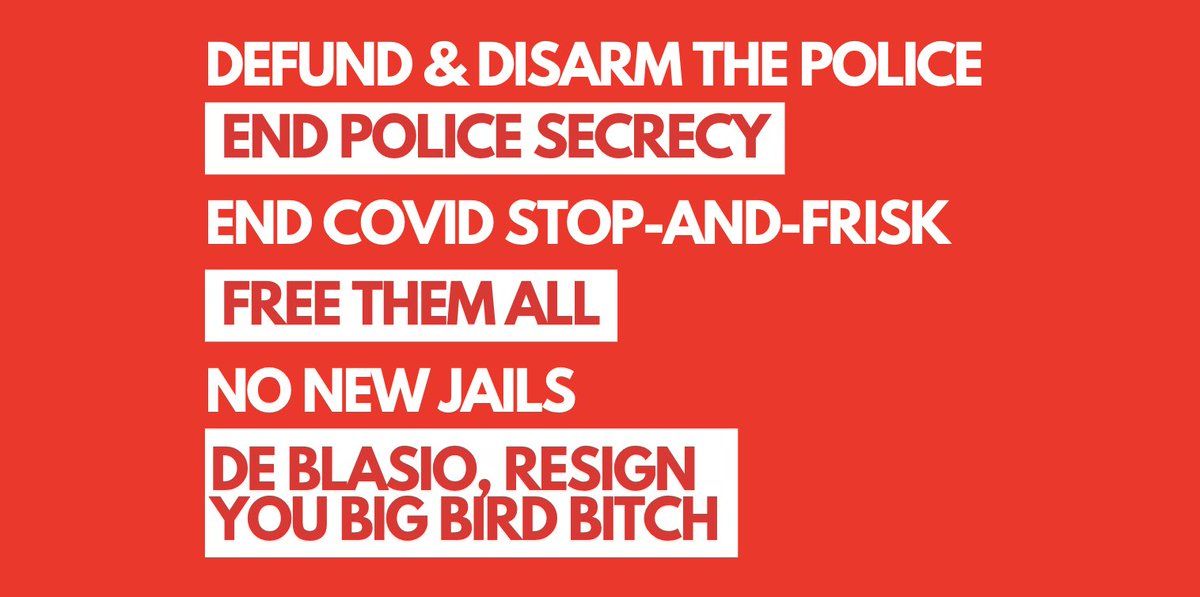 DEFUND & DISARM THE POLICE
END POLICE SECRECY
END COVID STOP-AND-FRISK
FREE THEM ALL
NO NEW JAILS
DE BLASIO, RESIGN
YOU BIG BIRD BITCH